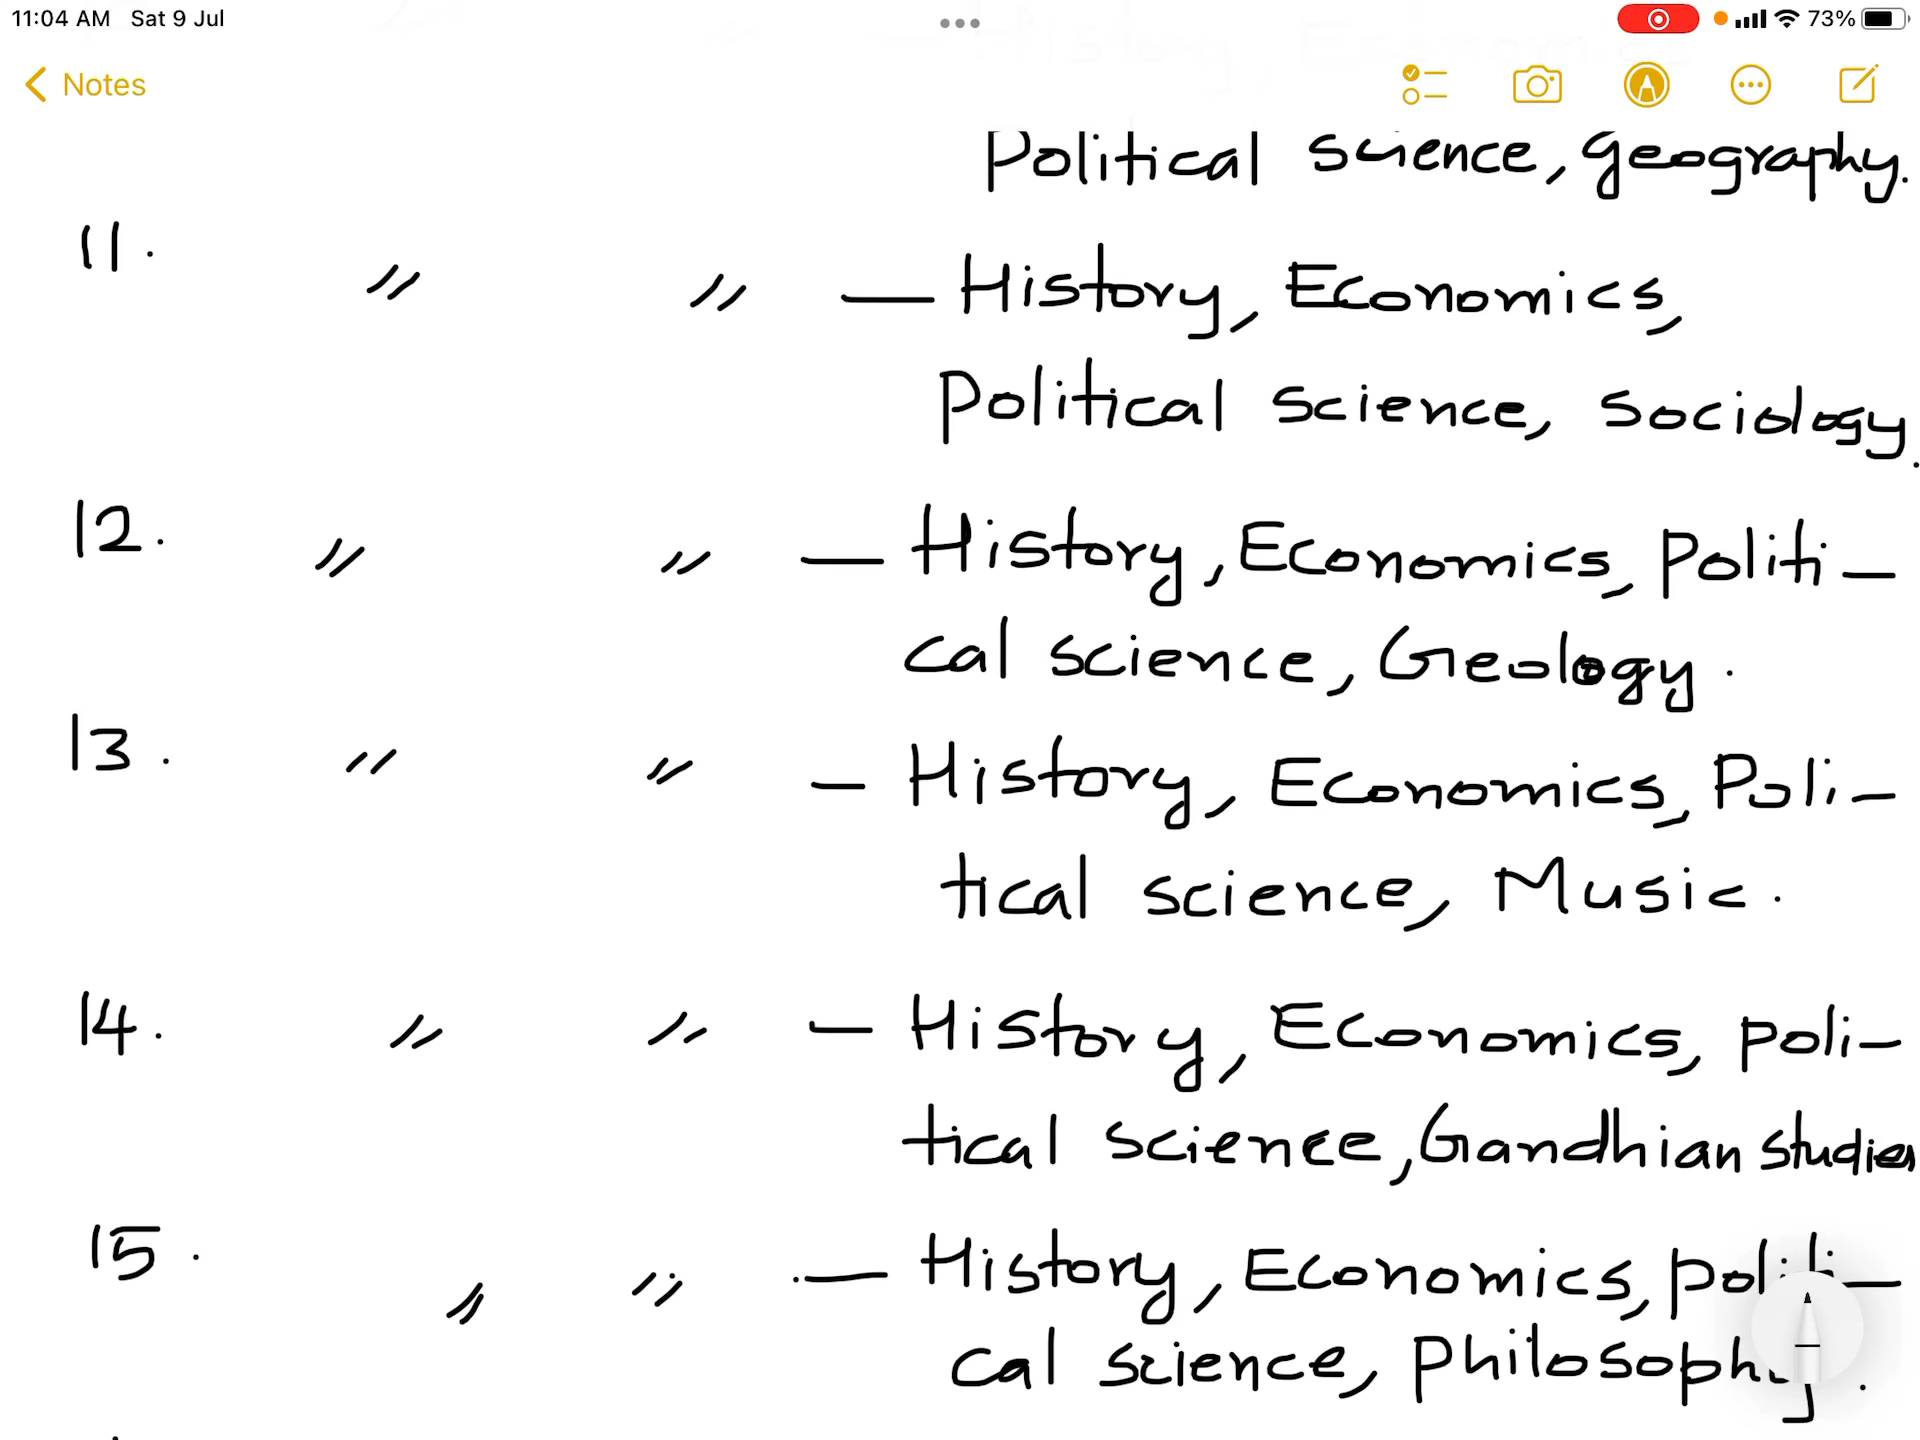 11:04 AM Sat 9 Jul
73%
Notes
Political science, geography.
11. " " — History, Economics,
Political science, sociology.
12. " " — History, Economics, Politi-
cal science, Geology.
13. " " — History, Economics, Poli-
tical science, Music.
14. " " — History, Economics, Poli-
tical science, Gandhian studies
15. " " — History, Economics, politi-
cal science, philosophy.